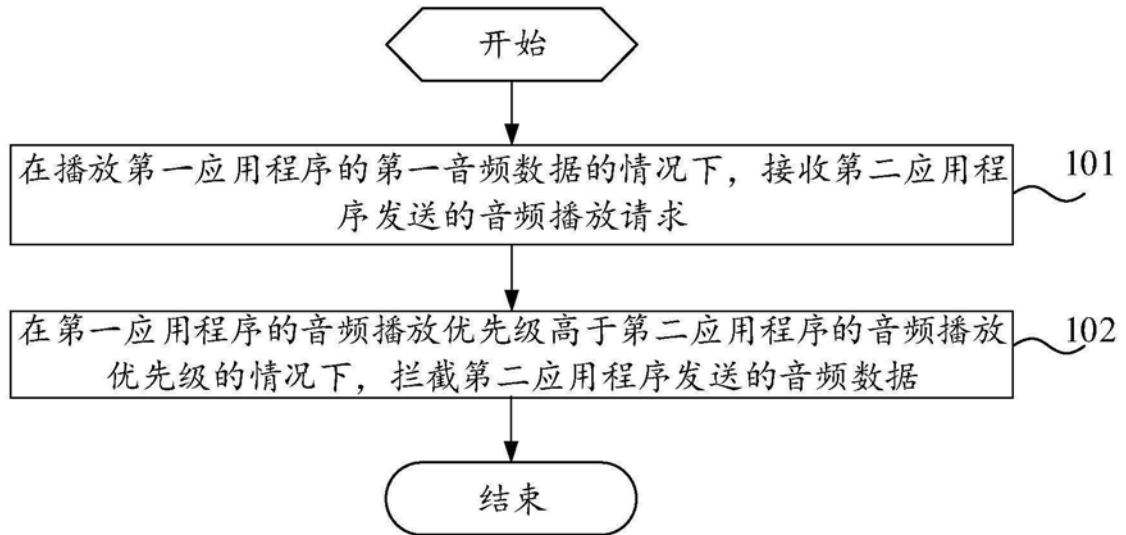 开始
在播放第一应用程序的第一音频数据的情况下，接收第二应用程
序发送的音频播放请求
101
在第一应用程序的音频播放优先级高于第二应用程序的音频播放
优先级的情况下，拦截第二应用程序发送的音频数据
102
结束